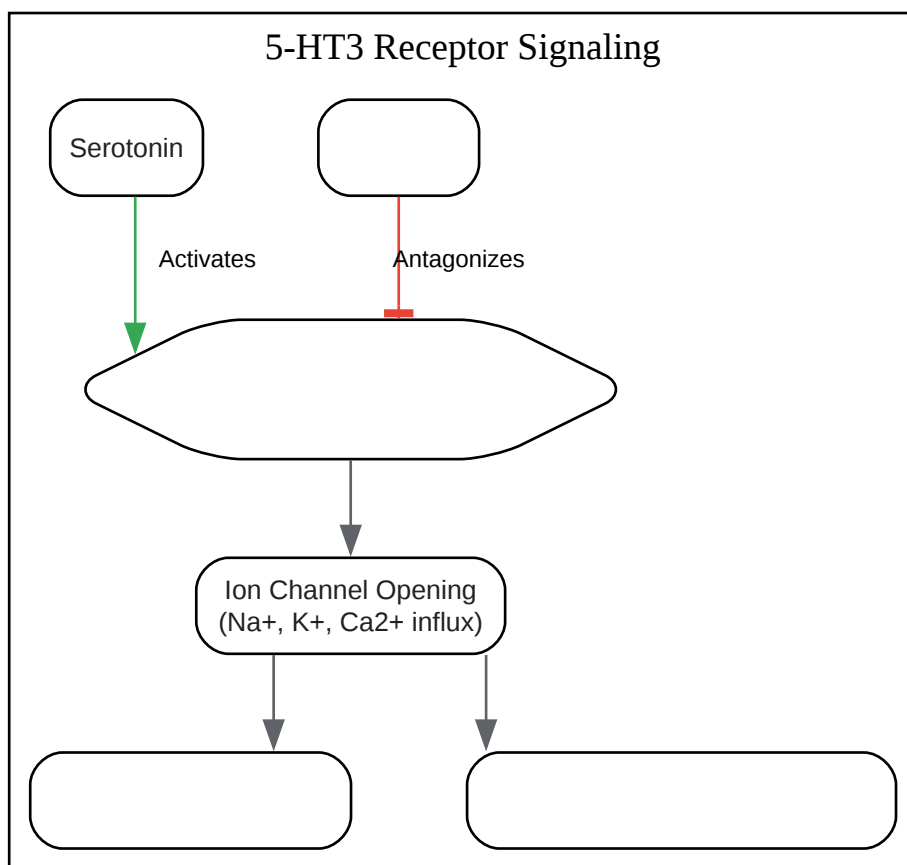 5-HT3 Receptor Signaling
Serotonin
Activates
Antagonizes
Ion Channel Opening
(Na+, K+, Ca2+ influx)